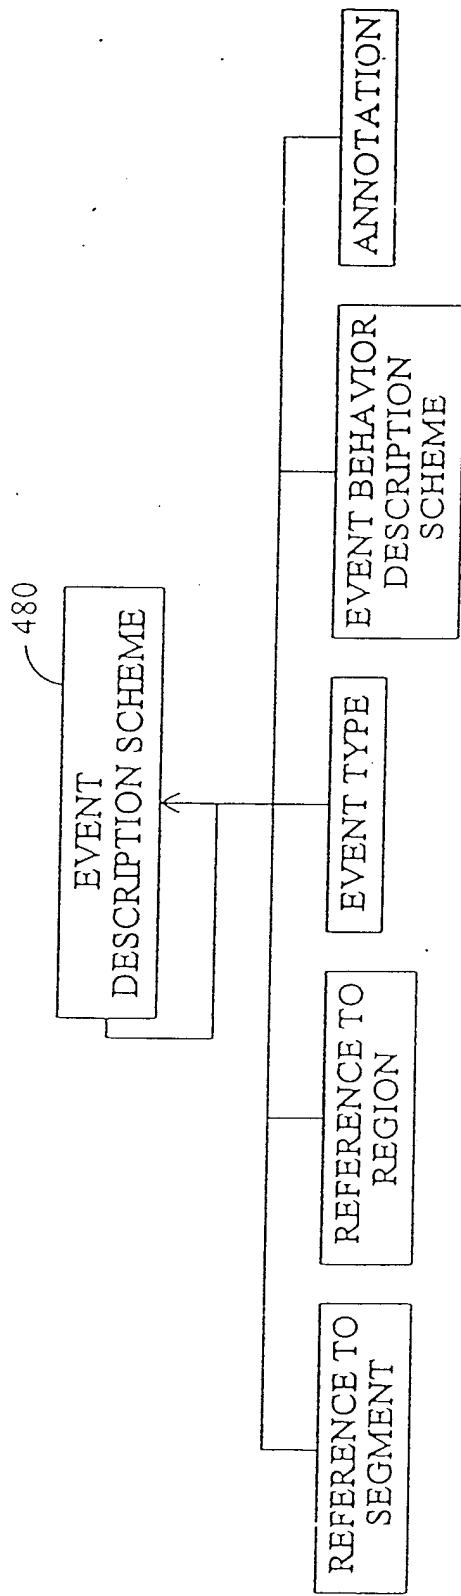 480
EVENT
DESCRIPTION SCHEME
REFERENCE TO
SEGMENT
REFERENCE TO
REGION
EVENT TYPE
EVENT BEHAVIOR
DESCRIPTION
SCHEME
ANNOTATION